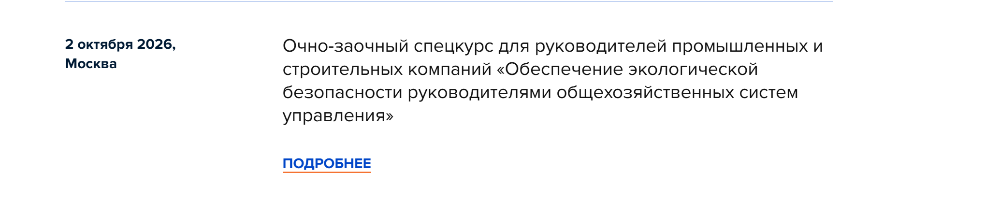 2 октября 2026,
Москва
Очно-заочный спецкурс для руководителей промышленных и
строительных компаний «Обеспечение экологической
безопасности руководителями общехозяйственных систем
управления»
ПОДРОБНЕЕ